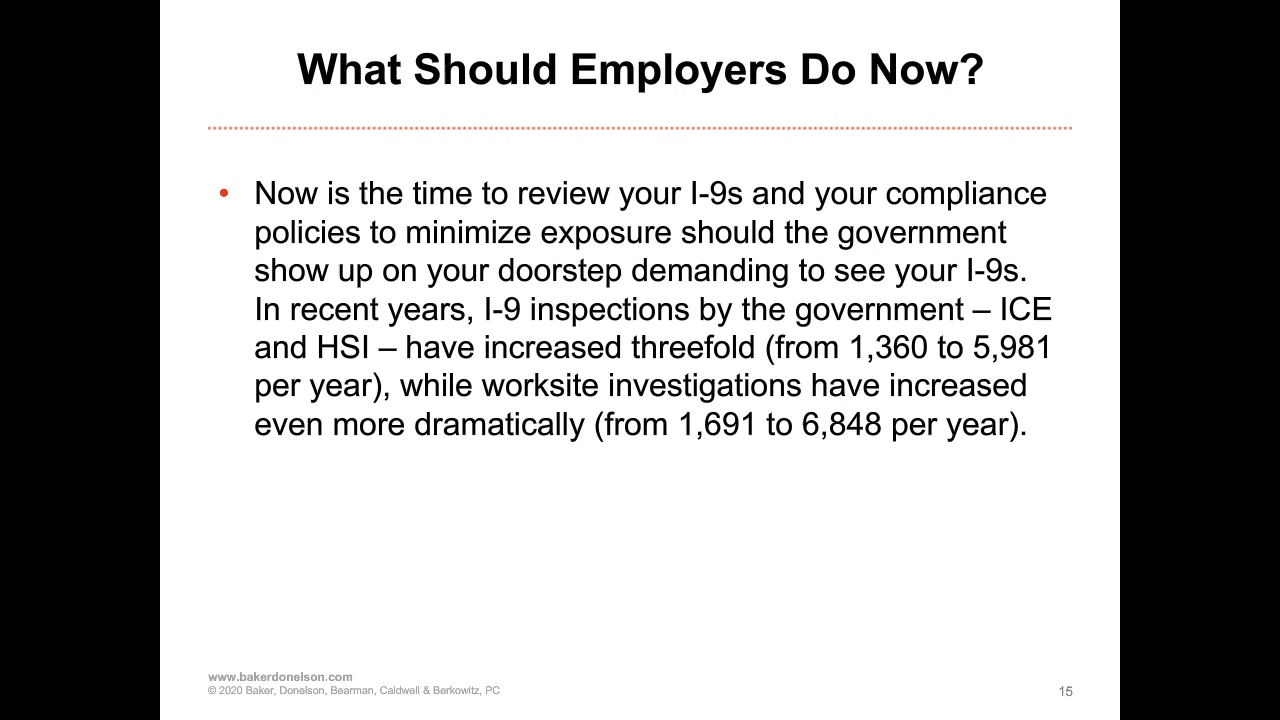 What Should Employers Do Now?
• Now is the time to review your I-9s and your compliance
policies to minimize exposure should the government
show up on your doorstep demanding to see your I-9s.
In recent years, I-9 inspections by the government – ICE
and HSI – have increased threefold (from 1,360 to 5,981
per year), while worksite investigations have increased
even more dramatically (from 1,691 to 6,848 per year).
www.bakerdonelson.com
© 2020 Baker, Donelson, Bearman, Caldwell & Berkowitz, PC
15